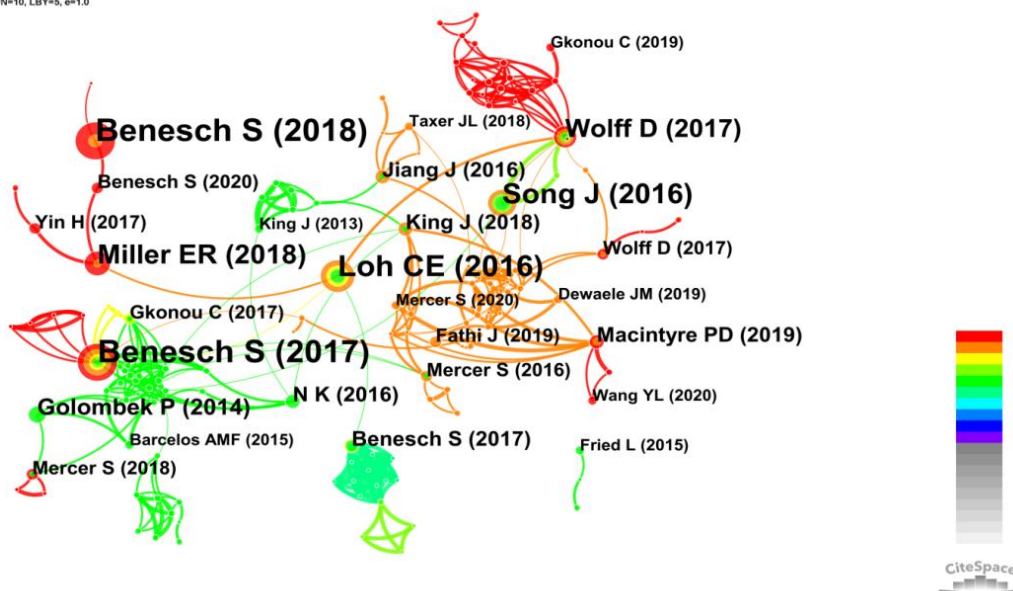 N=10, LBY=5, e=1.0
Gkonou C (2019)
Benesch S (2018)
Taxer JL (2018)
Wolff D (2017)
Jiang J (2016)
Benesch S (2020)
Song J (2016)
Yin H (2017)
King J (2013)
King J (2018)
Miller ER (2018)
Wolff D (2017)
Loh CE (2016)
Mercer S (2020)
Dewaele JM (2019)
Gkonou C (2017)
Fathi J (2019)
Macintyre PD (2019)
Benesch S (2017)
Mercer S (2016)
N K (2016)
Wang YL (2020)
Golombek P (2014)
Barcelos AMF (2015)
Benesch S (2017)
Fried L (2015)
Mercer S (2018)
CiteSpace